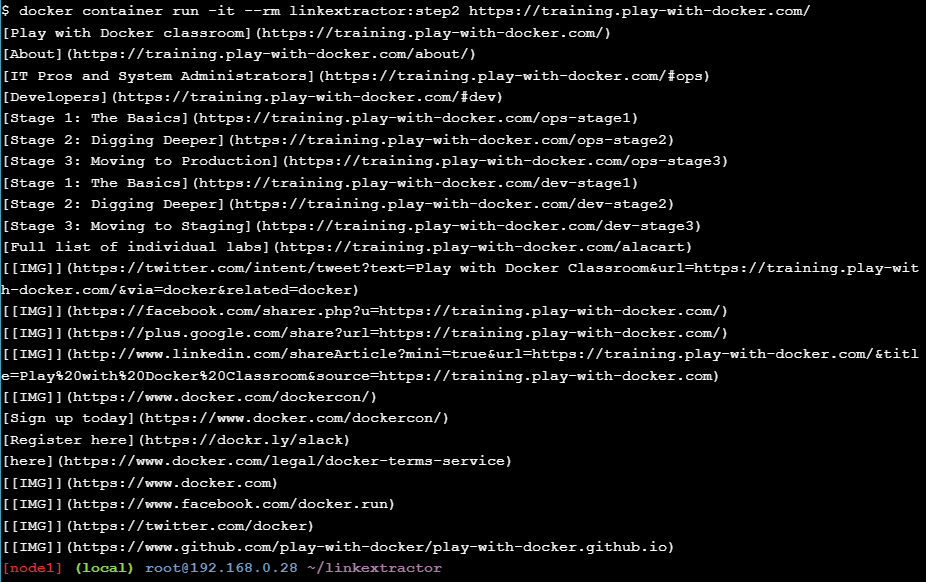 $ docker container run -it --rm linkextractor:step2 https://training.play-with-docker.com/
[Play with Docker classroom](https://training.play-with-docker.com/)
[About](https://training.play-with-docker.com/about/)
[IT Pros and System Administrators](https://training.play-with-docker.com/#ops)
[Developers](https://training.play-with-docker.com/#dev)
[Stage 1: The Basics](https://training.play-with-docker.com/ops-stage1)
[Stage 2: Digging Deeper](https://training.play-with-docker.com/ops-stage2)
[Stage 3: Moving to Production](https://training.play-with-docker.com/ops-stage3)
[Stage 1: The Basics](https://training.play-with-docker.com/dev-stage1)
[Stage 2: Digging Deeper](https://training.play-with-docker.com/dev-stage2)
[Stage 3: Moving to Staging](https://training.play-with-docker.com/dev-stage3)
[Full list of individual labs](https://training.play-with-docker.com/alacart)
[[IMG]](https://twitter.com/intent/tweet?text=Play with Docker Classroom&url=https://training.play-wit
h-docker.com/&via=docker&related=docker)
[[IMG]](https://facebook.com/sharer.php?u=https://training.play-with-docker.com/)
[[IMG]](https://plus.google.com/share?url=https://training.play-with-docker.com/)
[[IMG]](http://www.linkedin.com/shareArticle?mini=true&url=https://training.play-with-docker.com/&titl
e=Play%20with%20Docker%20Classroom&source=https://training.play-with-docker.com)
[[IMG]](https://www.docker.com/dockercon/)
[Sign up today](https://www.docker.com/dockercon/)
[Register here](https://dockr.ly/slack)
[here](https://www.docker.com/legal/docker-terms-service)
[[IMG]](https://www.docker.com)
[[IMG]](https://www.facebook.com/docker.run)
[[IMG]](https://twitter.com/docker)
[[IMG]](https://www.github.com/play-with-docker/play-with-docker.github.io)
[node1] (local) root@192.168.0.28 ~/linkextractor